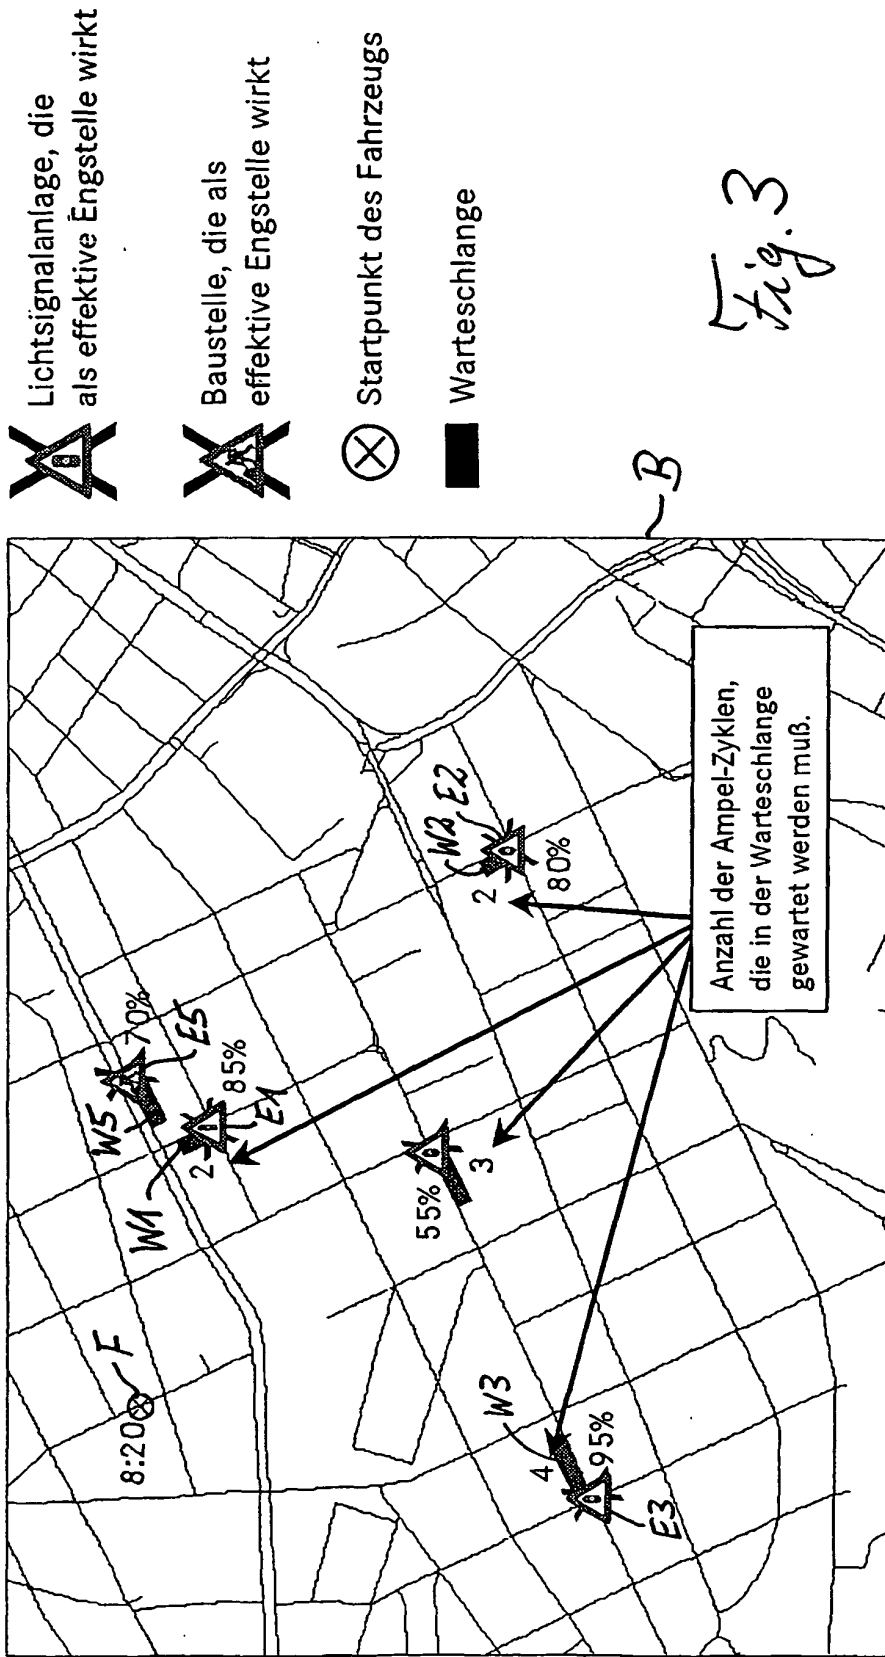 Lichtsignalanlage, die
als effektive Engstelle wirkt
Baustelle, die als
effektive Engstelle wirkt
Startpunkt des Fahrzeugs
Warteschlange
Fig. 3
B
8:20
F
W1
W5
70%
E5
2
85%
E1
55%
3
W2
E2
2
80%
W3
4
95%
E3
Anzahl der Ampel-Zyklen,
die in der Warteschlange
gewartet werden muß.